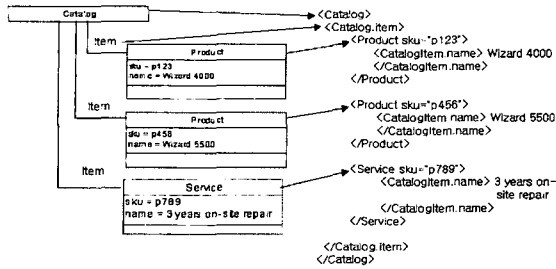 Catalog
Item
Product
sku = p123
name = Wizard 4000
Item
Product
sku = p456
name = Wizard 5500
Item
Service
sku = p789
name = 3 years on-site repair
<Catalog>
<Catalog.Item>
<Product sku="p123">
<CatalogItem.name> Wizard 4000
</CatalogItem.name>
</Product>
<Product sku="p456">
<CatalogItem name> Wizard 5500
</CatalogItem.name>
</Product>
<Service sku="p789">
<CatalogItem.name> 3 years on-
site repair
</CatalogItem.name>
</Service>
</Catalog.Item>
</Catalog>